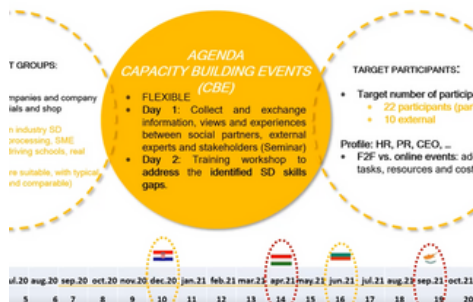 AGENDA
CAPACITY BUILDING EVENTS
(CBE)
• FLEXIBLE
• Day 1: Collect and exchange
information, views and experiences
between social partners, external
experts and stakeholders (Seminar)
• Day 2: Training workshop to
address the identified SD skills
gaps.
T GROUPS:
ompanies and company
ials and shop
n industry SD
processing, SME
driving schools, real
re suitable, with typical
and comparable)
TARGET PARTICIPANTS:
• Target number of particip
• 22 participants (par
• 10 external
Profile: HR, PR, CEO, ...
• F2F vs. online events: ad
tasks, resources and cost
ul.20 aug.20 sep.20 oct.20 nov.20 dec.20 jan.21 feb.21 mar.21 apr.21 may.21 jun.21 jul.21 aug.21 sep.21 oct.21
5 6 7 8 9 10 11 12 13 14 15 16 17 18 19 20